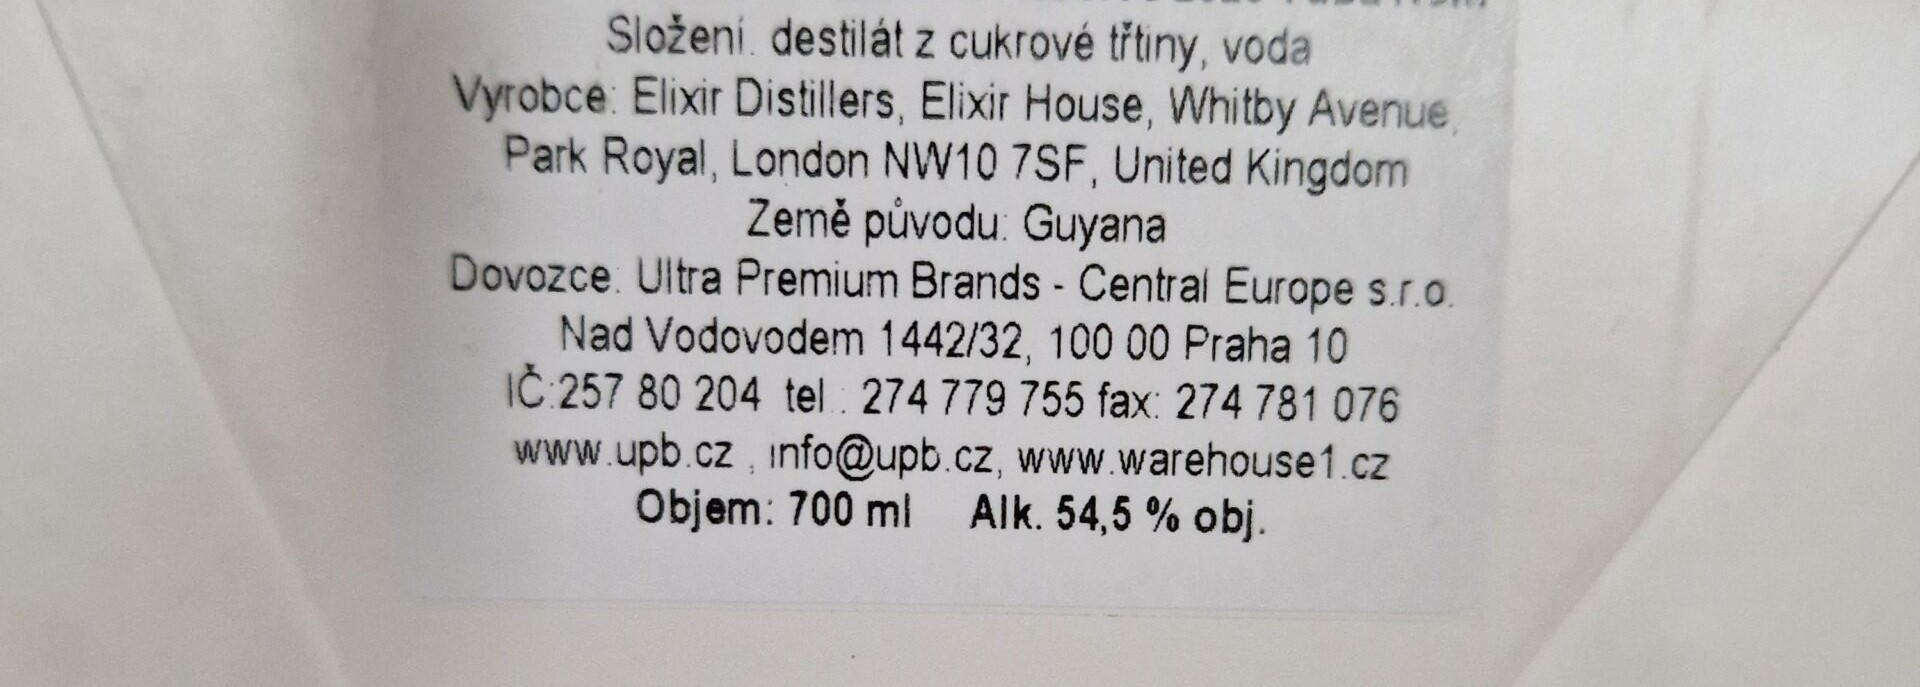 Složení. destilát z cukrové třtiny, voda
Vyrobce: Elixir Distillers, Elixir House, Whitby Avenue,
Park Royal, London NW10 7SF, United Kingdom
Země původu: Guyana
Dovozce: Ultra Premium Brands - Central Europe s.r.o.
Nad Vodovodem 1442/32, 100 00 Praha 10
IČ:257 80 204 tel.: 274 779 755 fax: 274 781 076
www.upb.cz , info@upb.cz, www.warehouse1.cz
Objem: 700 ml Alk. 54,5 % obj.